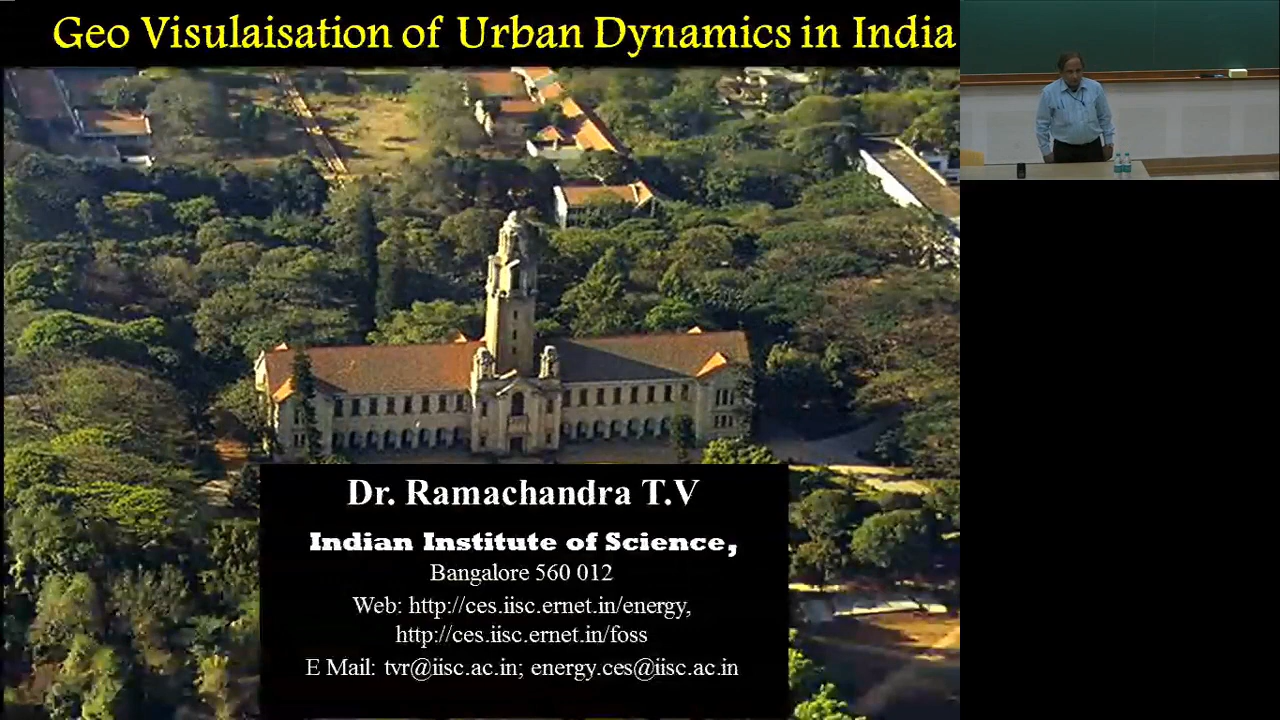 Geo Visulaisation of Urban Dynamics in India
Dr. Ramachandra T.V
Indian Institute of Science,
Bangalore 560 012
Web: http://ces.iisc.ernet.in/energy,
http://ces.iisc.ernet.in/foss
E Mail: tvr@iisc.ac.in; energy.ces@iisc.ac.in